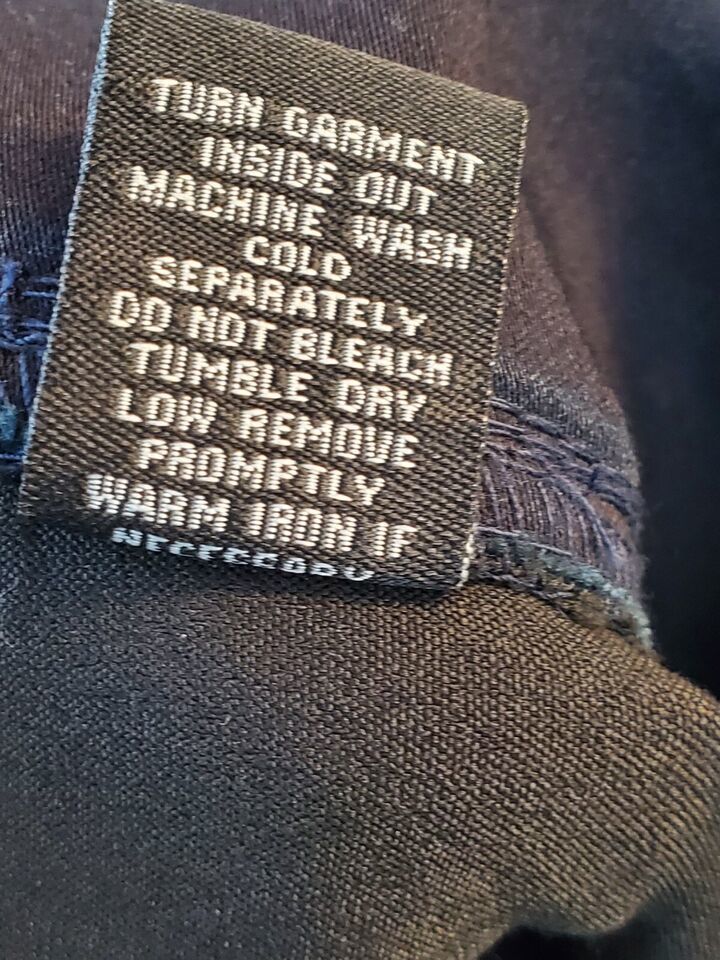 TURN GARMENT
INSIDE OUT
MACHINE WASH
COLD
SEPARATELY
DO NOT BLEACH
TUMBLE DRY
LOW REMOVE
PROMPTLY
WARM IRON IF
NECESSARY